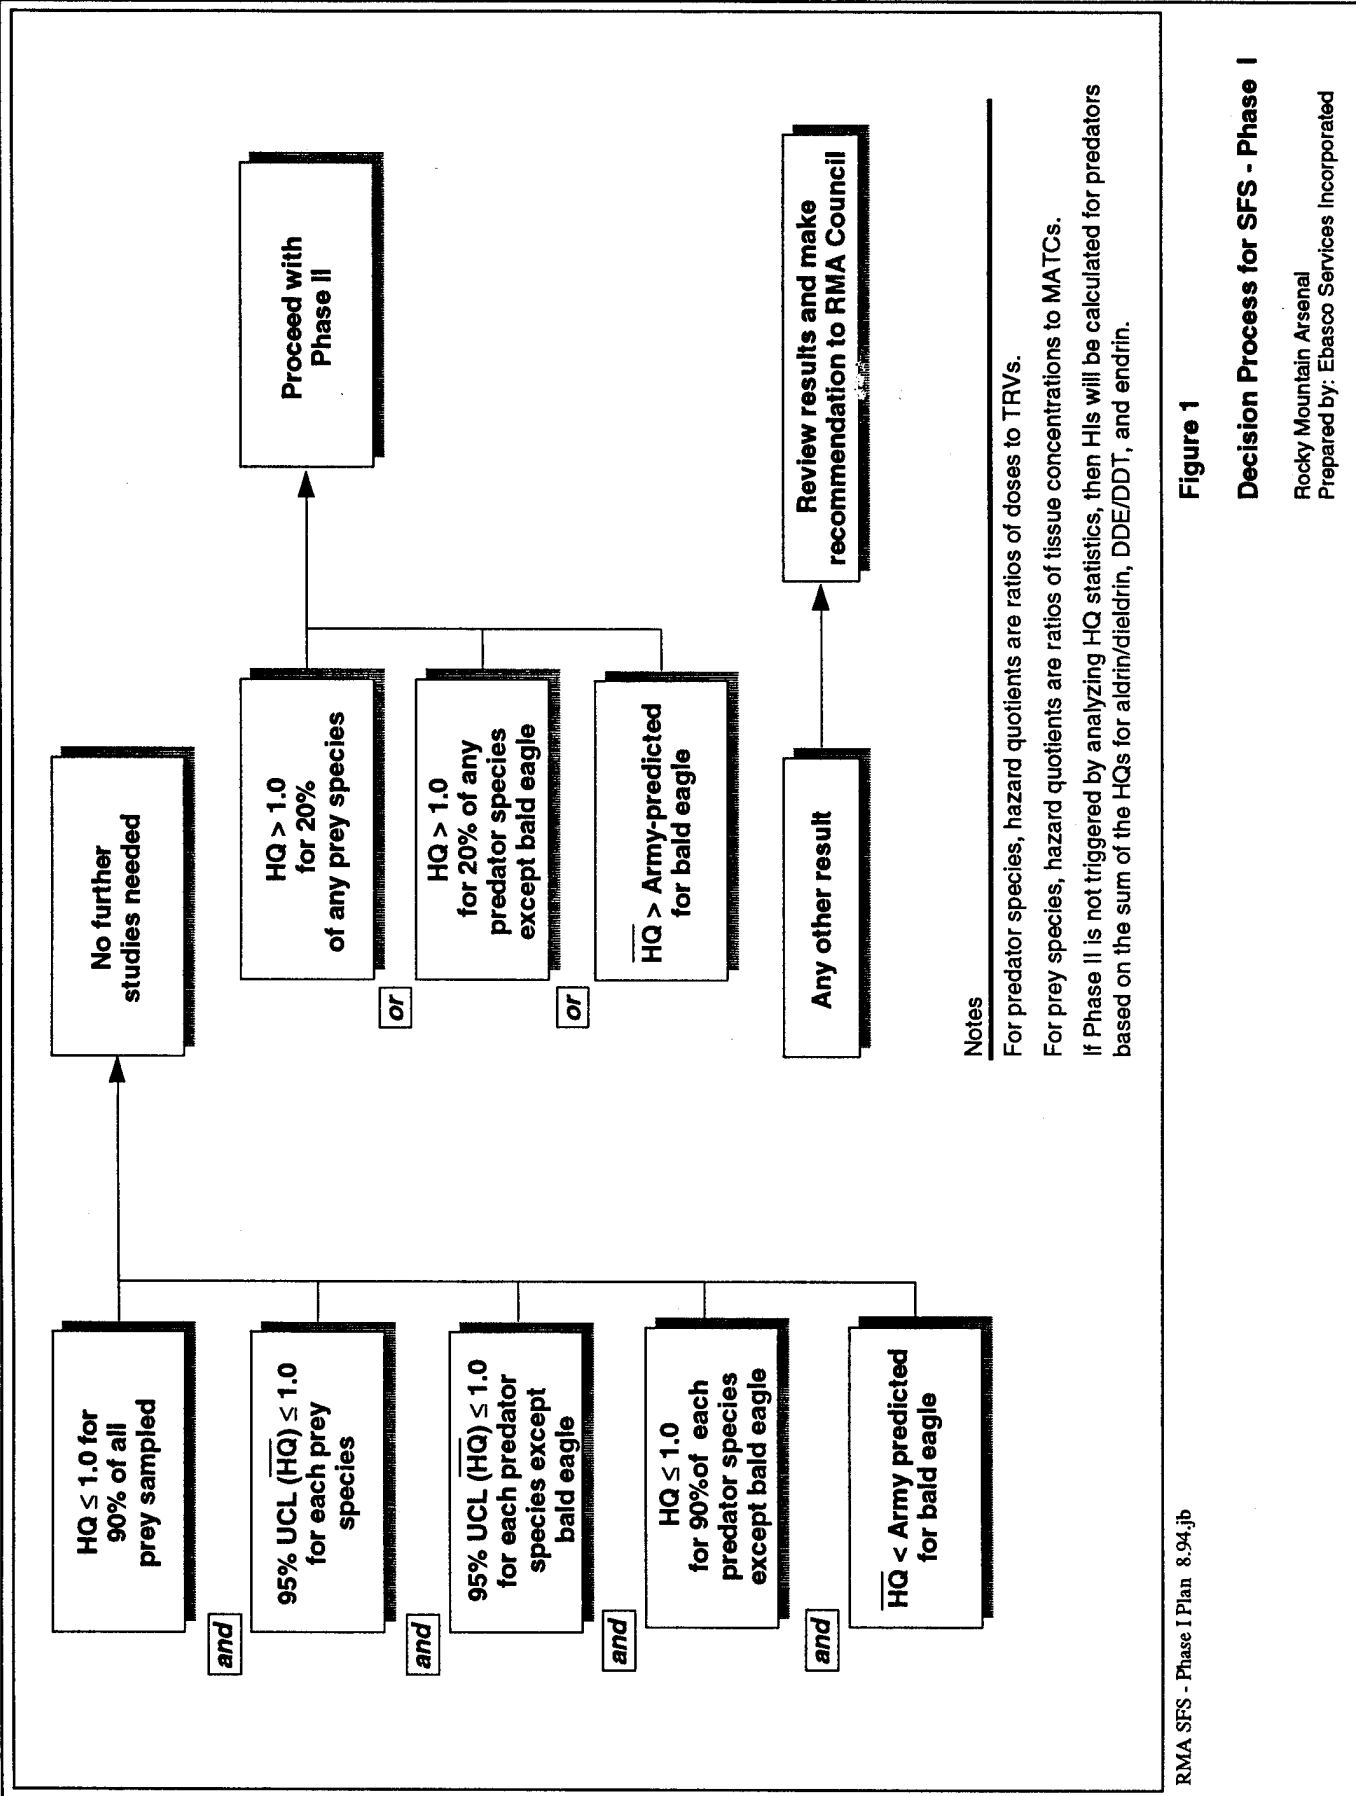 HQ ≤ 1.0 for
90% of all
prey sampled
and
95% UCL (HQ) ≤ 1.0
for each prey
species
and
95% UCL (HQ) ≤ 1.0
for each predator
species except
bald eagle
and
HQ ≤ 1.0
for 90%of each
predator species
except bald eagle
and
HQ < Army predicted
for bald eagle
No further
studies needed
HQ > 1.0
for 20%
of any prey species
or
HQ > 1.0
for 20% of any
predator species
except bald eagle
or
HQ > Army-predicted
for bald eagle
Proceed with
Phase II
Any other result
Review results and make
recommendation to RMA Council
Notes
For predator species, hazard quotients are ratios of doses to TRVs.
For prey species, hazard quotients are ratios of tissue concentrations to MATCs.
If Phase II is not triggered by analyzing HQ statistics, then HIs will be calculated for predators
based on the sum of the HQs for aldrin/dieldrin, DDE/DDT, and endrin.
Figure 1
Decision Process for SFS - Phase I
Rocky Mountain Arsenal
Prepared by: Ebasco Services Incorporated
RMA SFS - Phase I Plan 8.94.jb